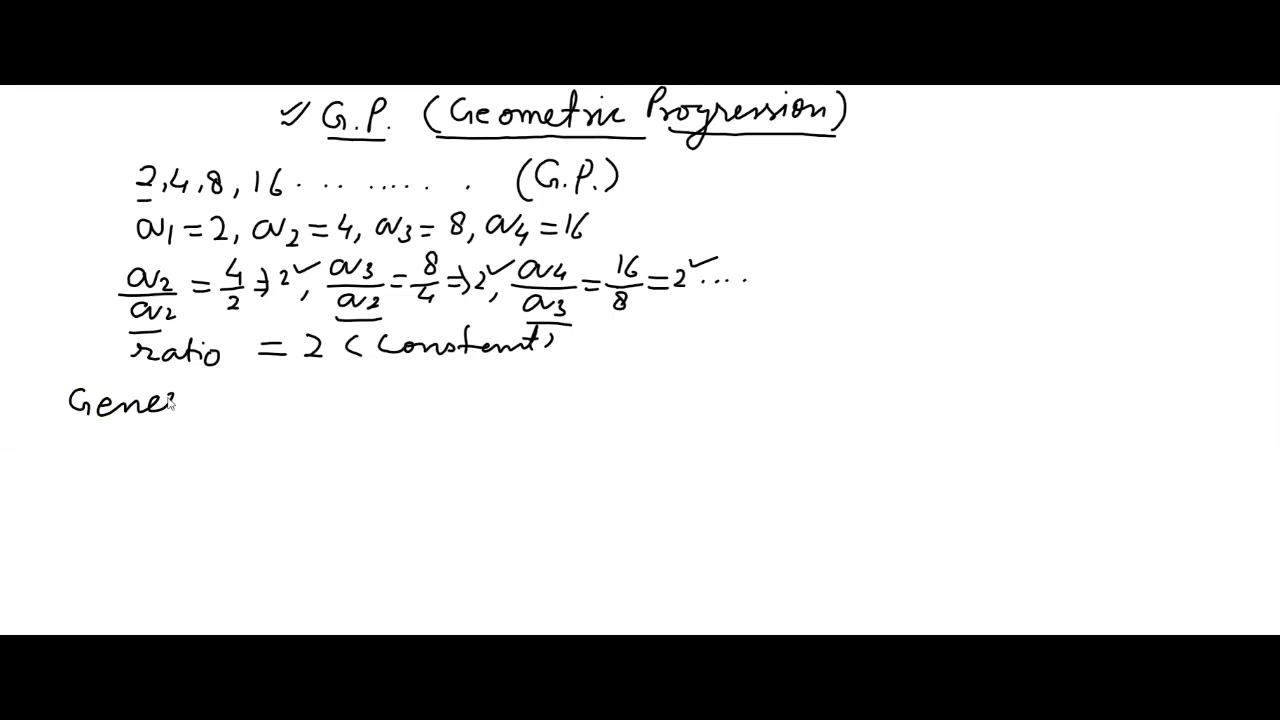 ✓ G.P. (Geometric Progression)
2,4,8,16 .......... (G.P.)
a₁ = 2, a₂ = 4, a₃ = 8, a₄ = 16
a₂/a₂ = 4/2 ⇒ 2 ✓, a₃/a₂ = 8/4 ⇒ 2 ✓, a₄/a₃ = 16/8 = 2 ✓ ....
ratio = 2 (constant)
Gener